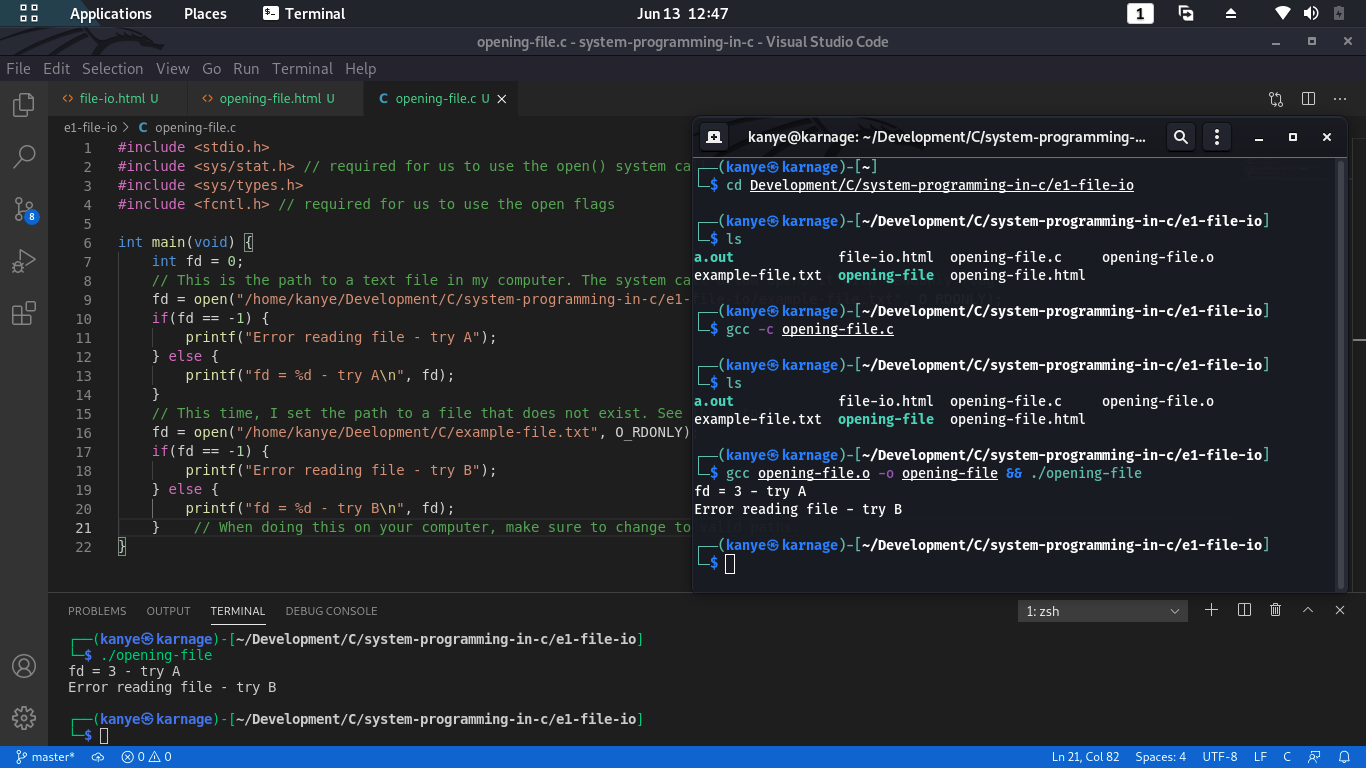 Applications Places Terminal Jun 13 12:47 1
opening-file.c - system-programming-in-c - Visual Studio Code
File Edit Selection View Go Run Terminal Help
file-io.html U opening-file.html U C opening-file.c U
e1-file-io > C opening-file.c
1 #include <stdio.h>
2 #include <sys/stat.h> // required for us to use the open() system ca
3 #include <sys/types.h>
4 #include <fcntl.h> // required for us to use the open flags
5
6 int main(void) {
7 int fd = 0;
8 // This is the path to a text file in my computer. The system ca
9 fd = open("/home/kanye/Development/C/system-programming-in-c/e1-
10 if(fd == -1) {
11 printf("Error reading file - try A");
12 } else {
13 printf("fd = %d - try A\n", fd);
14 }
15 // This time, I set the path to a file that does not exist. See
16 fd = open("/home/kanye/Deelopment/C/example-file.txt", O_RDONLY)
17 if(fd == -1) {
18 printf("Error reading file - try B");
19 } else {
20 printf("fd = %d - try B\n", fd);
21 } // When doing this on your computer, make sure to change to
22 }
8
kanye@karnage: ~/Development/C/system-programming-...
┌──(kanye㉿karnage)-[~]
└─$ cd Development/C/system-programming-in-c/e1-file-io
┌──(kanye㉿karnage)-[~/Development/C/system-programming-in-c/e1-file-io]
└─$ ls
a.out file-io.html opening-file.c opening-file.o
example-file.txt opening-file opening-file.html
┌──(kanye㉿karnage)-[~/Development/C/system-programming-in-c/e1-file-io]
└─$ gcc -c opening-file.c
┌──(kanye㉿karnage)-[~/Development/C/system-programming-in-c/e1-file-io]
└─$ ls
a.out file-io.html opening-file.c opening-file.o
example-file.txt opening-file opening-file.html
┌──(kanye㉿karnage)-[~/Development/C/system-programming-in-c/e1-file-io]
└─$ gcc opening-file.o -o opening-file && ./opening-file
fd = 3 - try A
Error reading file - try B
┌──(kanye㉿karnage)-[~/Development/C/system-programming-in-c/e1-file-io]
└─$
PROBLEMS OUTPUT TERMINAL DEBUG CONSOLE 1: zsh
┌──(kanye㉿karnage)-[~/Development/C/system-programming-in-c/e1-file-io]
└─$ ./opening-file
fd = 3 - try A
Error reading file - try B
┌──(kanye㉿karnage)-[~/Development/C/system-programming-in-c/e1-file-io]
└─$
master* 0 0 Ln 21, Col 82 Spaces: 4 UTF-8 LF C